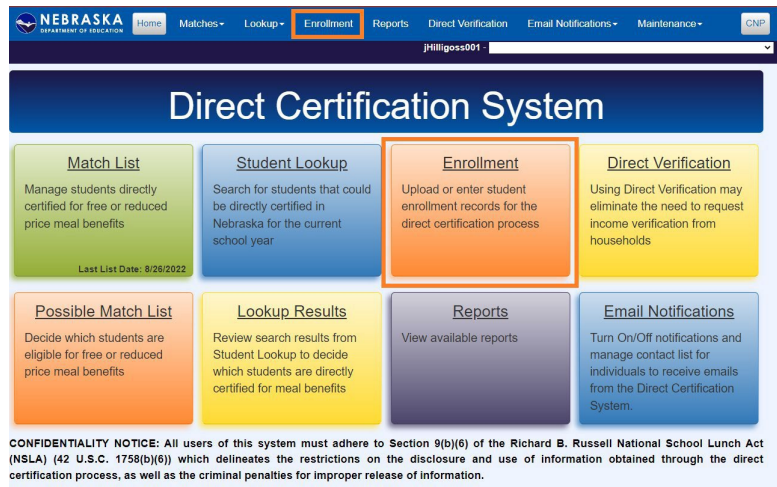 NEBRASKA
DEPARTMENT OF EDUCATION
Home Matches Lookup Enrollment Reports Direct Verification Email Notifications Maintenance CNP
jHilligoss001 -
Direct Certification System
Match List
Manage students directly
certified for free or reduced
price meal benefits
Last List Date: 8/26/2022
Student Lookup
Search for students that could
be directly certified in
Nebraska for the current
school year
Enrollment
Upload or enter student
enrollment records for the
direct certification process
Direct Verification
Using Direct Verification may
eliminate the need to request
income verification from
households
Possible Match List
Decide which students are
eligible for free or reduced
price meal benefits
Lookup Results
Review search results from
Student Lookup to decide
which students are directly
certified for meal benefits
Reports
View available reports
Email Notifications
Turn On/Off notifications and
manage contact list for
individuals to receive emails
from the Direct Certification
System.
CONFIDENTIALITY NOTICE: All users of this system must adhere to Section 9(b)(6) of the Richard B. Russell National School Lunch Act
(NSLA) (42 U.S.C. 1758(b)(6)) which delineates the restrictions on the disclosure and use of information obtained through the direct
certification process, as well as the criminal penalties for improper release of information.